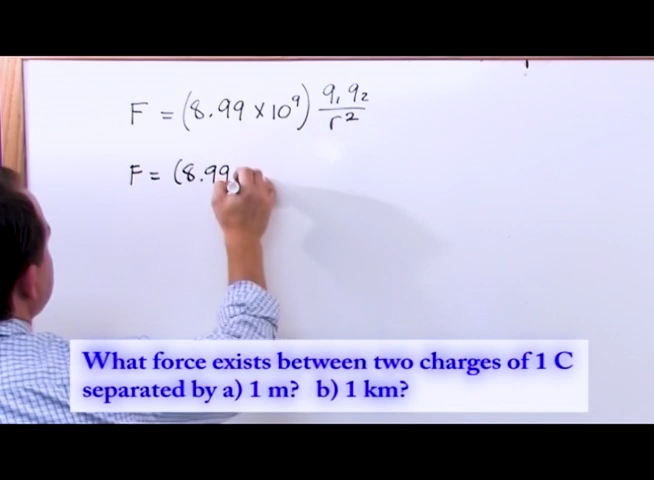 F = (8.99 × 10⁹) q₁q₂/r²
F = (8.99
What force exists between two charges of 1 C
separated by a) 1 m? b) 1 km?